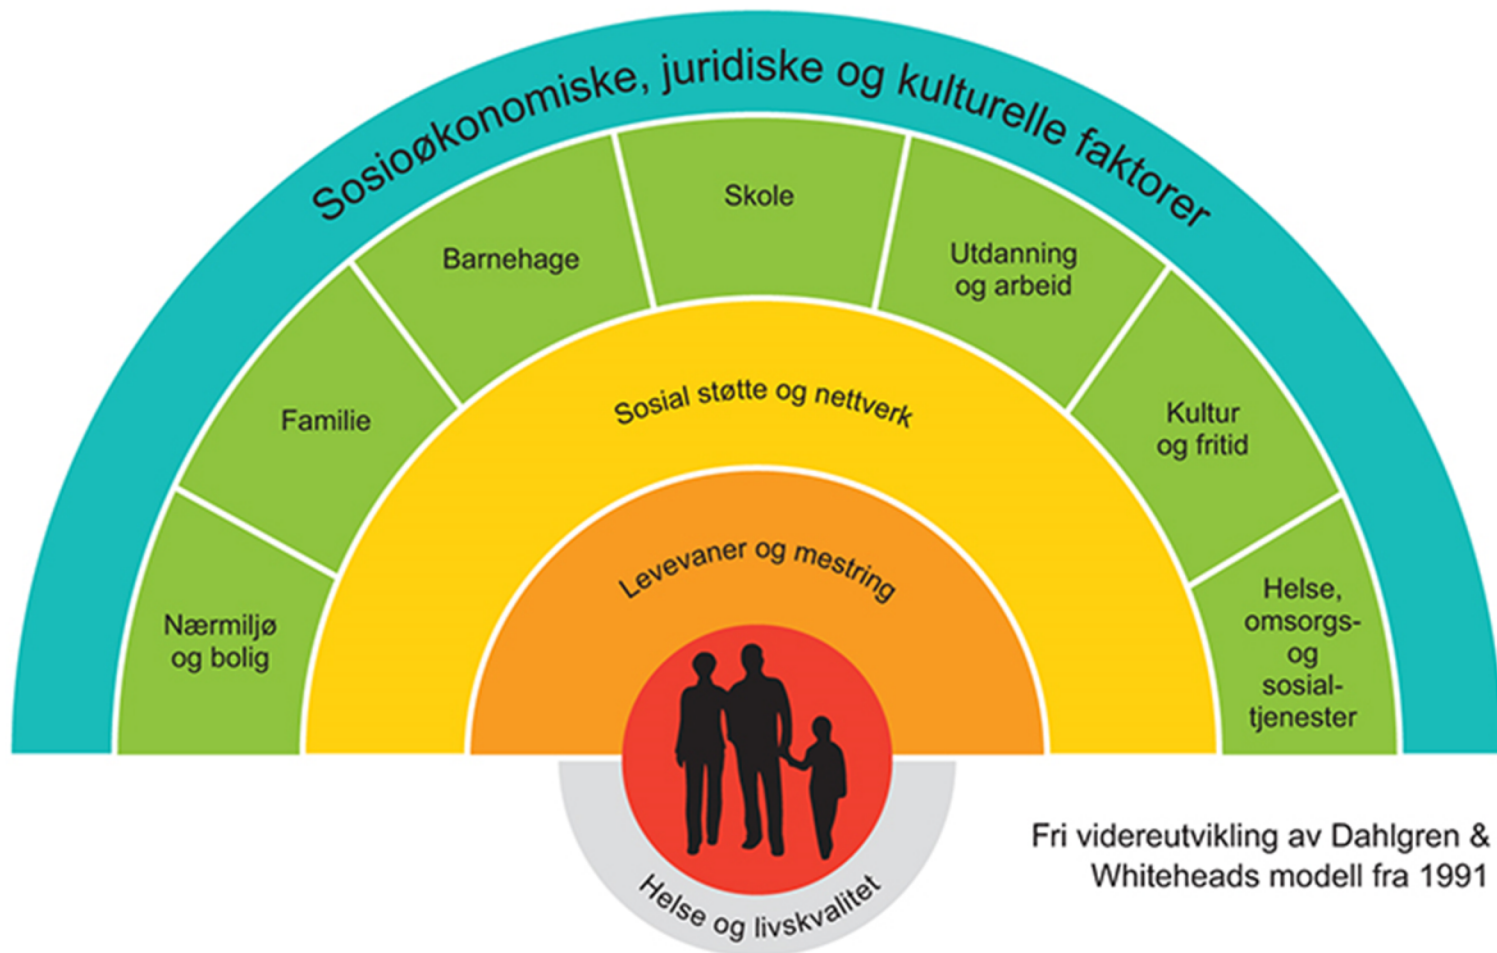 Sosioøkonomiske, juridiske og kulturelle faktorer
Nærmiljø
og bolig
Familie
Barnehage
Skole
Utdanning
og arbeid
Kultur
og fritid
Helse,
omsorgs-
og
sosial-
tjenester
Sosial støtte og nettverk
Levevaner og mestring
Helse og livskvalitet
Fri videreutvikling av Dahlgren &
Whiteheads modell fra 1991